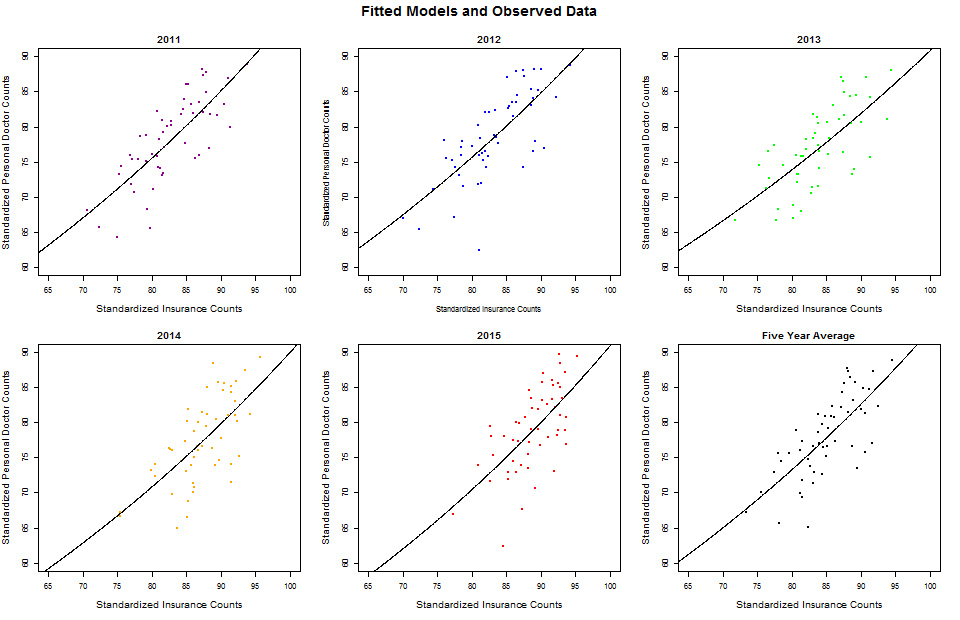 Fitted Models and Observed Data
2011
2012
2013
Standardized Personal Doctor Counts
60 65 70 75 80 85 90
65 70 75 80 85 90 95 100
Standardized Insurance Counts
Standardized Personal Doctor Counts
60 65 70 75 80 85 90
65 70 75 80 85 90 95 100
Standardized Insurance Counts
Standardized Personal Doctor Counts
60 65 70 75 80 85 90
65 70 75 80 85 90 95 100
Standardized Insurance Counts
2014
2015
Five Year Average
Standardized Personal Doctor Counts
60 65 70 75 80 85 90
65 70 75 80 85 90 95 100
Standardized Insurance Counts
Standardized Personal Doctor Counts
60 65 70 75 80 85 90
65 70 75 80 85 90 95 100
Standardized Insurance Counts
Standardized Personal Doctor Counts
60 65 70 75 80 85 90
65 70 75 80 85 90 95 100
Standardized Insurance Counts